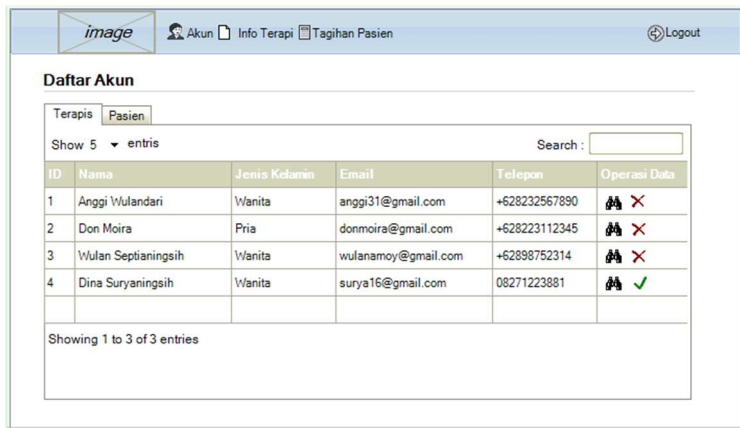 image Akun Info Terapi Tagihan Pasien Logout
Daftar Akun
Terapis Pasien
Show 5 entris Search :
ID Nama Jenis Kelamin Email Telepon Operasi Data
1 Anggi Wulandari Wanita anggi31@gmail.com +628232567890
2 Don Moira Pria donmoira@gmail.com +628223112345
3 Wulan Septianingsih Wanita wulanamoy@gmail.com +62898752314
4 Dina Suryaningsih Wanita surya16@gmail.com 08271223881
Showing 1 to 3 of 3 entries